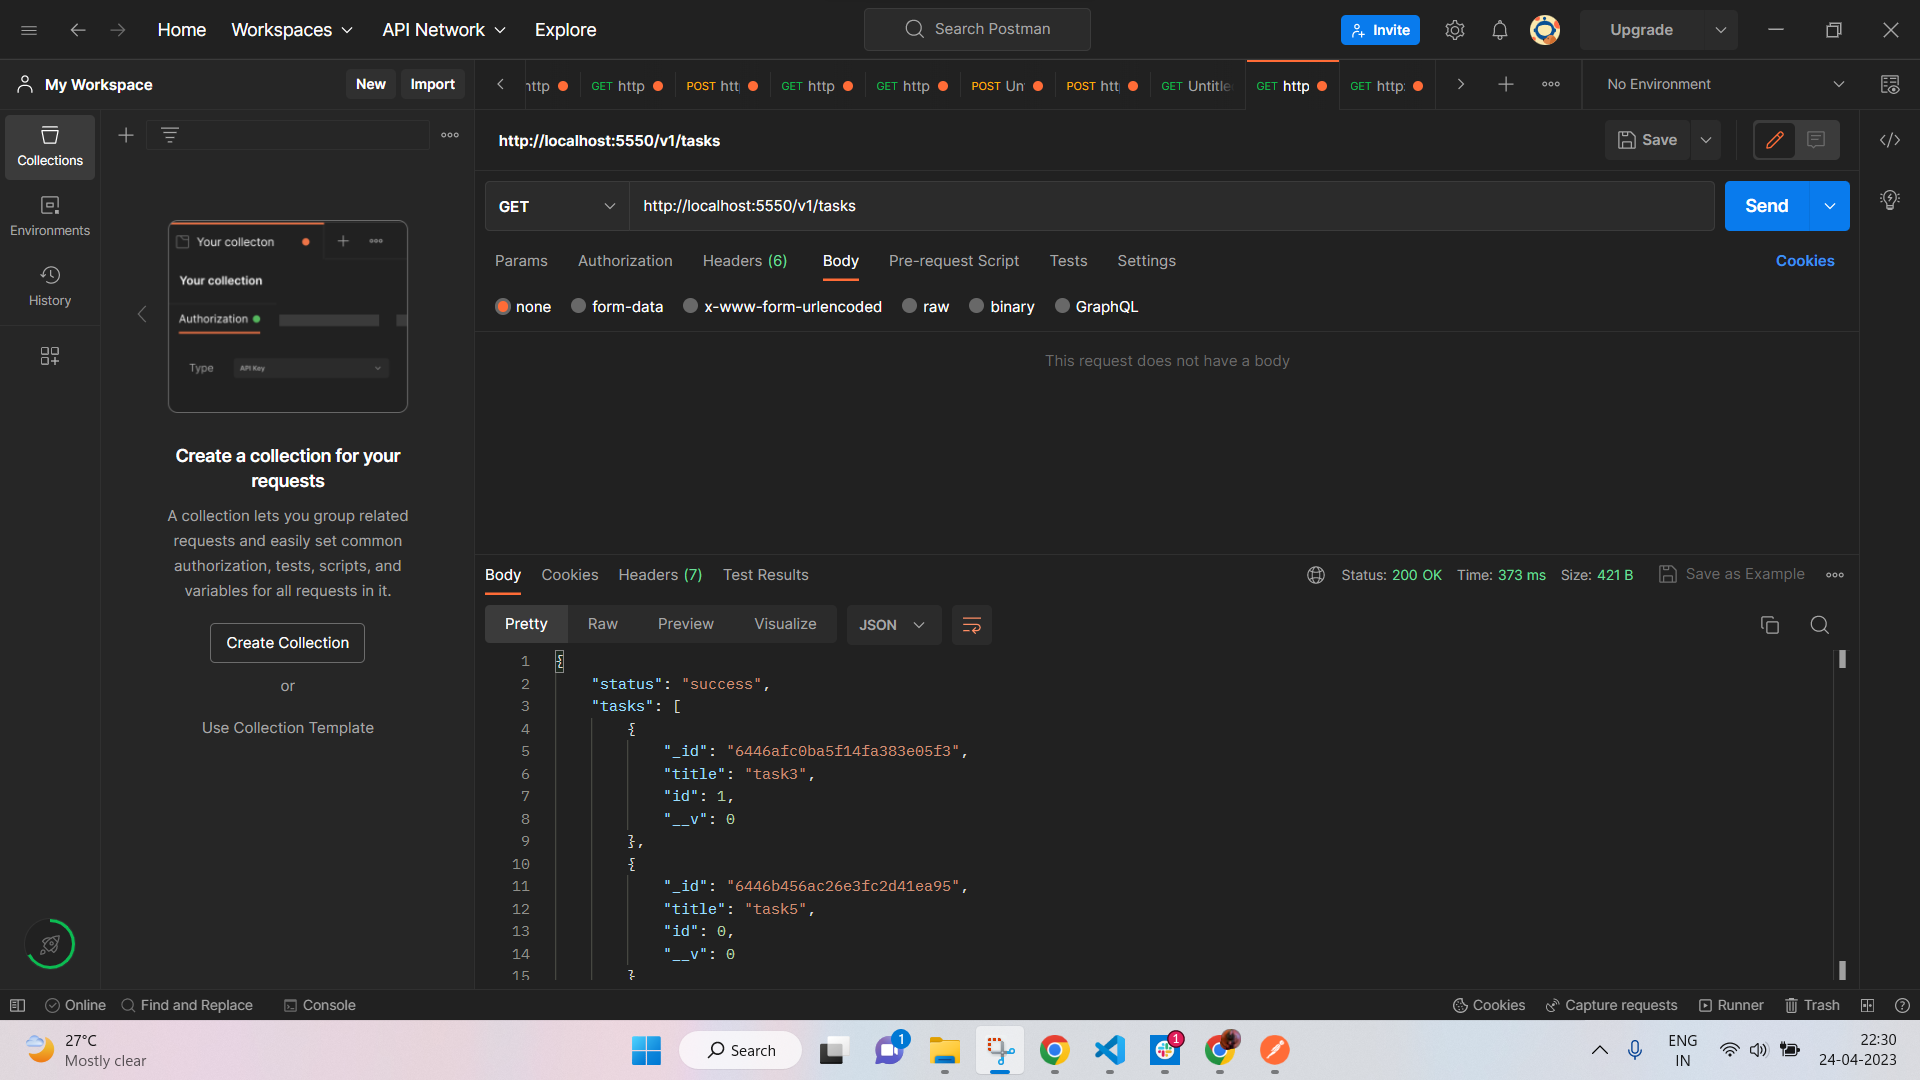 Home
Workspaces
API Network
Explore
Search Postman
Invite
Upgrade
My Workspace
New
Import
http
GET http
POST htt
GET http
GET http
POST Un
POST htt
GET Untitle
GET http
GET http
No Environment
Collections
Environments
History
Your collecton
Your collection
Authorization
Type
API Key
Create a collection for your
requests
A collection lets you group related
requests and easily set common
authorization, tests, scripts, and
variables for all requests in it.
Create Collection
or
Use Collection Template
http://localhost:5550/v1/tasks
Save
GET
http://localhost:5550/v1/tasks
Send
Params
Authorization
Headers (6)
Body
Pre-request Script
Tests
Settings
Cookies
none
form-data
x-www-form-urlencoded
raw
binary
GraphQL
This request does not have a body
Body
Cookies
Headers (7)
Test Results
Status: 200 OK
Time: 373 ms
Size: 421 B
Save as Example
Pretty
Raw
Preview
Visualize
JSON
1 {
2 "status": "success",
3 "tasks": [
4 {
5 "_id": "6446afc0ba5f14fa383e05f3",
6 "title": "task3",
7 "id": 1,
8 "__v": 0
9 },
10 {
11 "_id": "6446b456ac26e3fc2d41ea95",
12 "title": "task5",
13 "id": 0,
14 "__v": 0
15 }
Online
Find and Replace
Console
Cookies
Capture requests
Runner
Trash
27°C
Mostly clear
Search
1
1
ENG
IN
22:30
24-04-2023